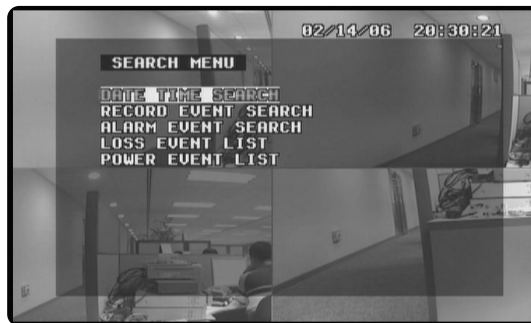 02/14/06 20:30:21
SEARCH MENU
DATE TIME SEARCH
RECORD EVENT SEARCH
ALARM EVENT SEARCH
LOSS EVENT LIST
POWER EVENT LIST